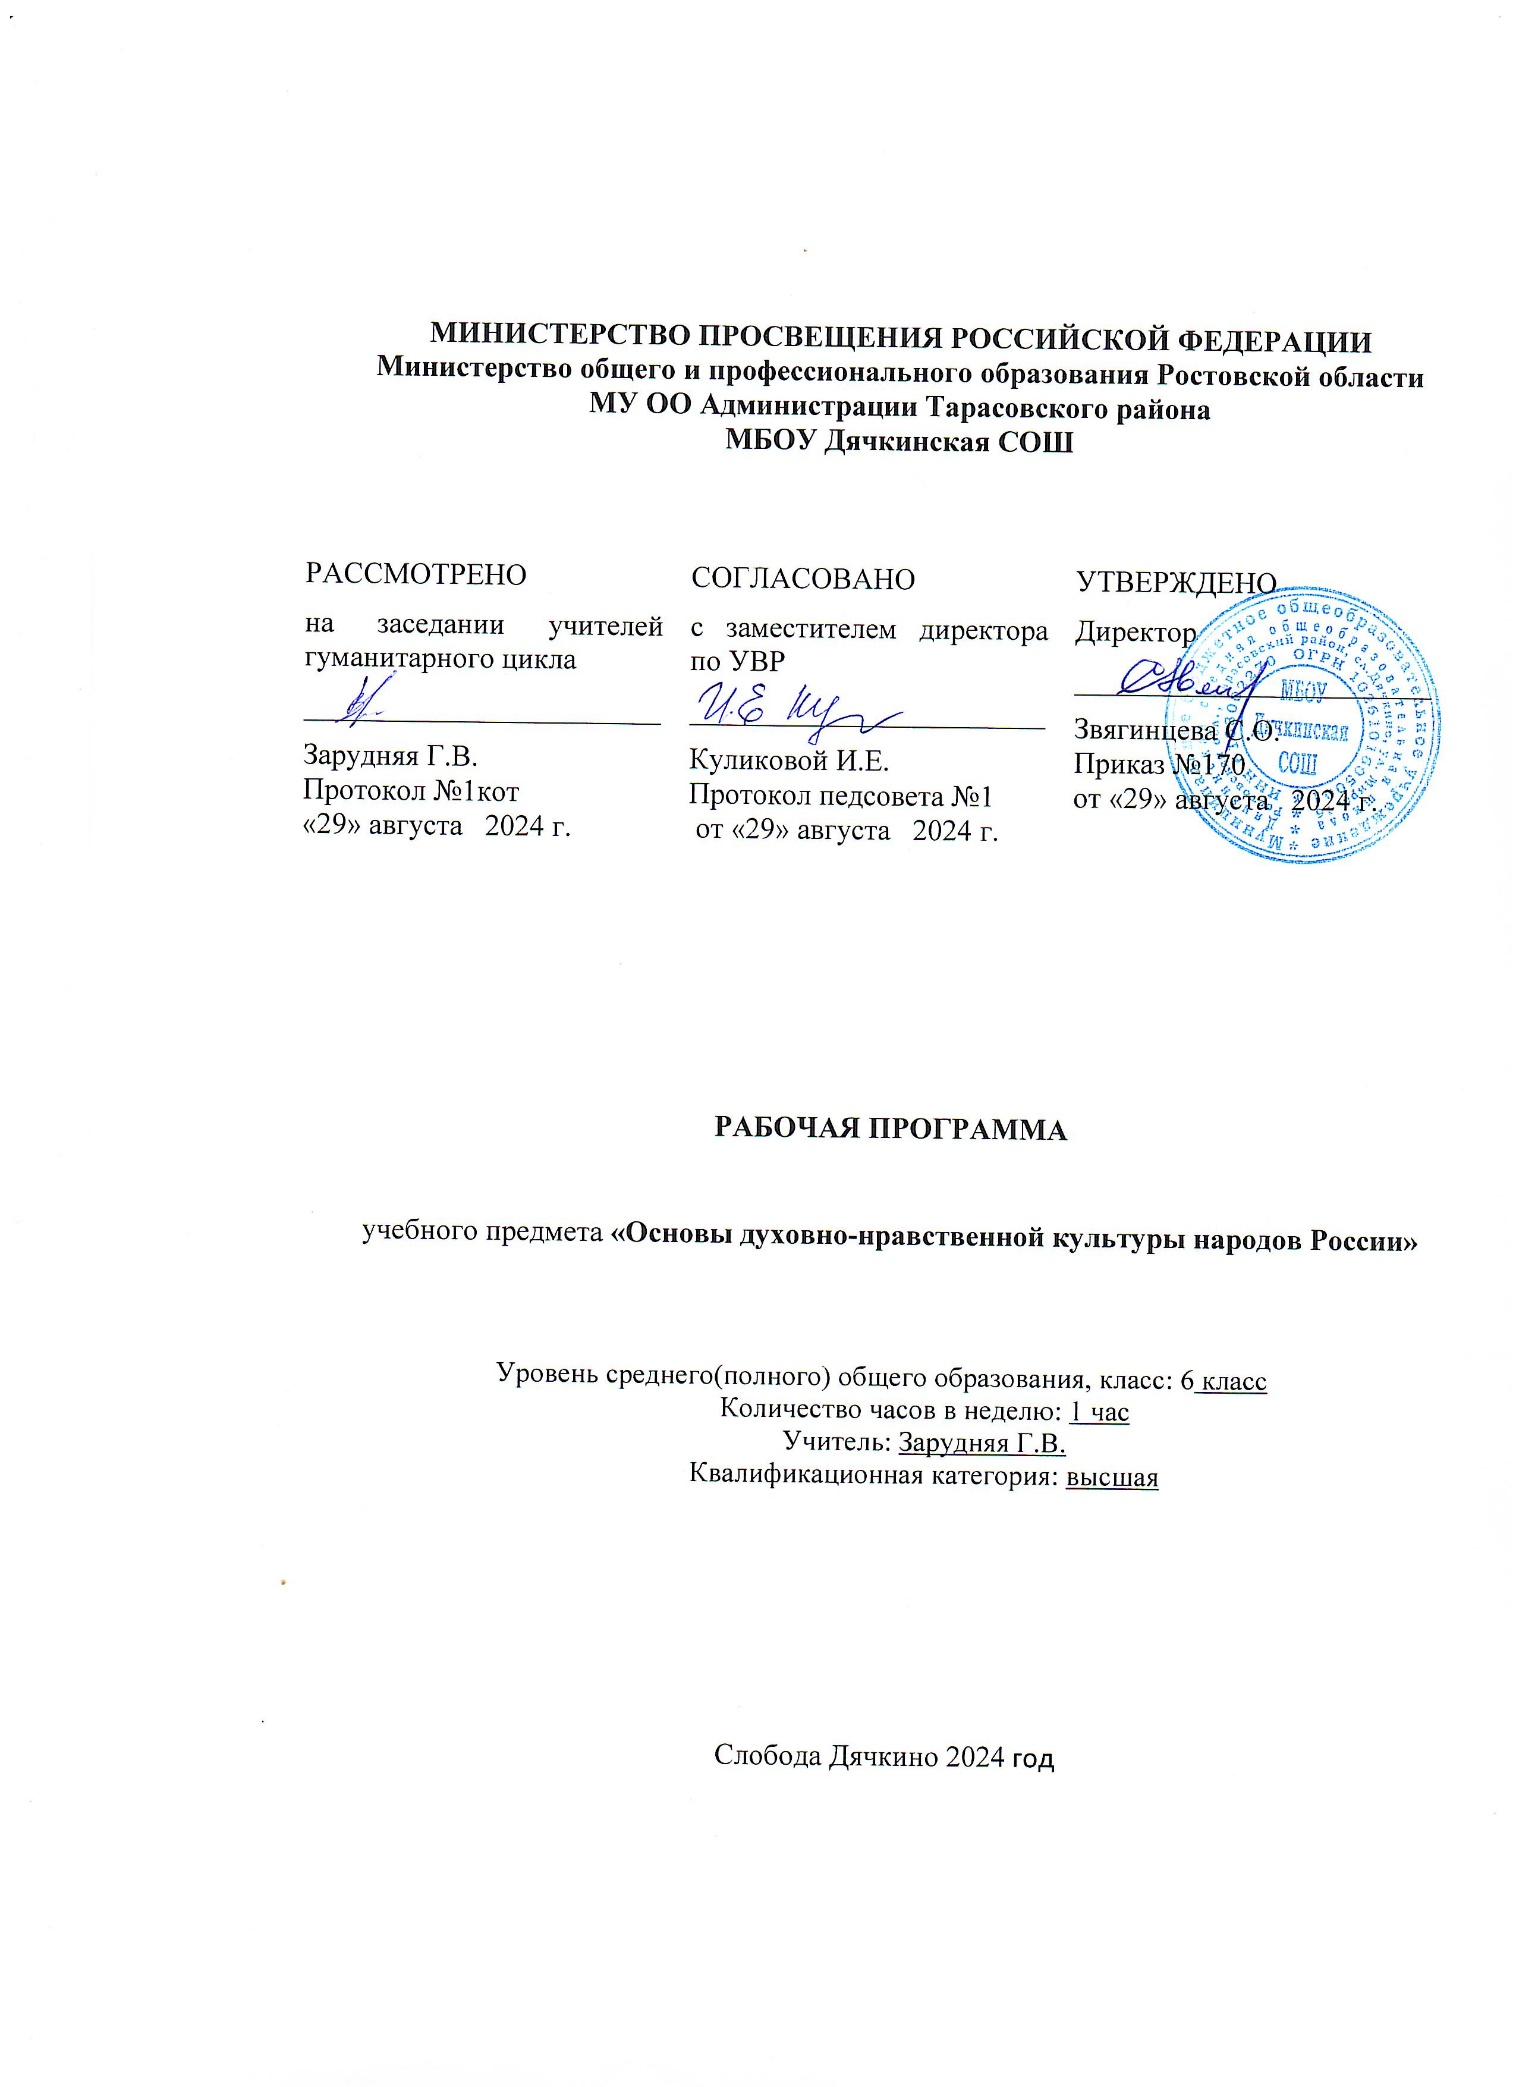 МИНИСТЕРСТВО ПРОСВЕЩЕНИЯ РОССИЙСКОЙ ФЕДЕРАЦИИ
Министерство общего и профессионального образования Ростовской области
МУ ОО Администрации Тарасовского района
МБОУ Дячкинская СОШ
РАССМОТРЕНО
на заседании учителей
гуманитарного цикла
Зарудняя Г.В.
Протокол №1кот
«29» августа 2024 г.
СОГЛАСОВАНО
с заместителем директора
по УВР
И.Е Ку
Куликовой И.Е.
Протокол педсовета №1
от «29» августа 2024 г.
УТВЕРЖДЕНО
Директор
Звягинцева С.О.
Приказ №170
от «29» августа 2024 г.
МБОУ
Дячкинская
СОШ
РАБОЧАЯ ПРОГРАММА
учебного предмета «Основы духовно-нравственной культуры народов России»
Уровень среднего(полного) общего образования, класс: 6 класс
Количество часов в неделю: 1 час
Учитель: Зарудняя Г.В.
Квалификационная категория: высшая
Слобода Дячкино 2024 год